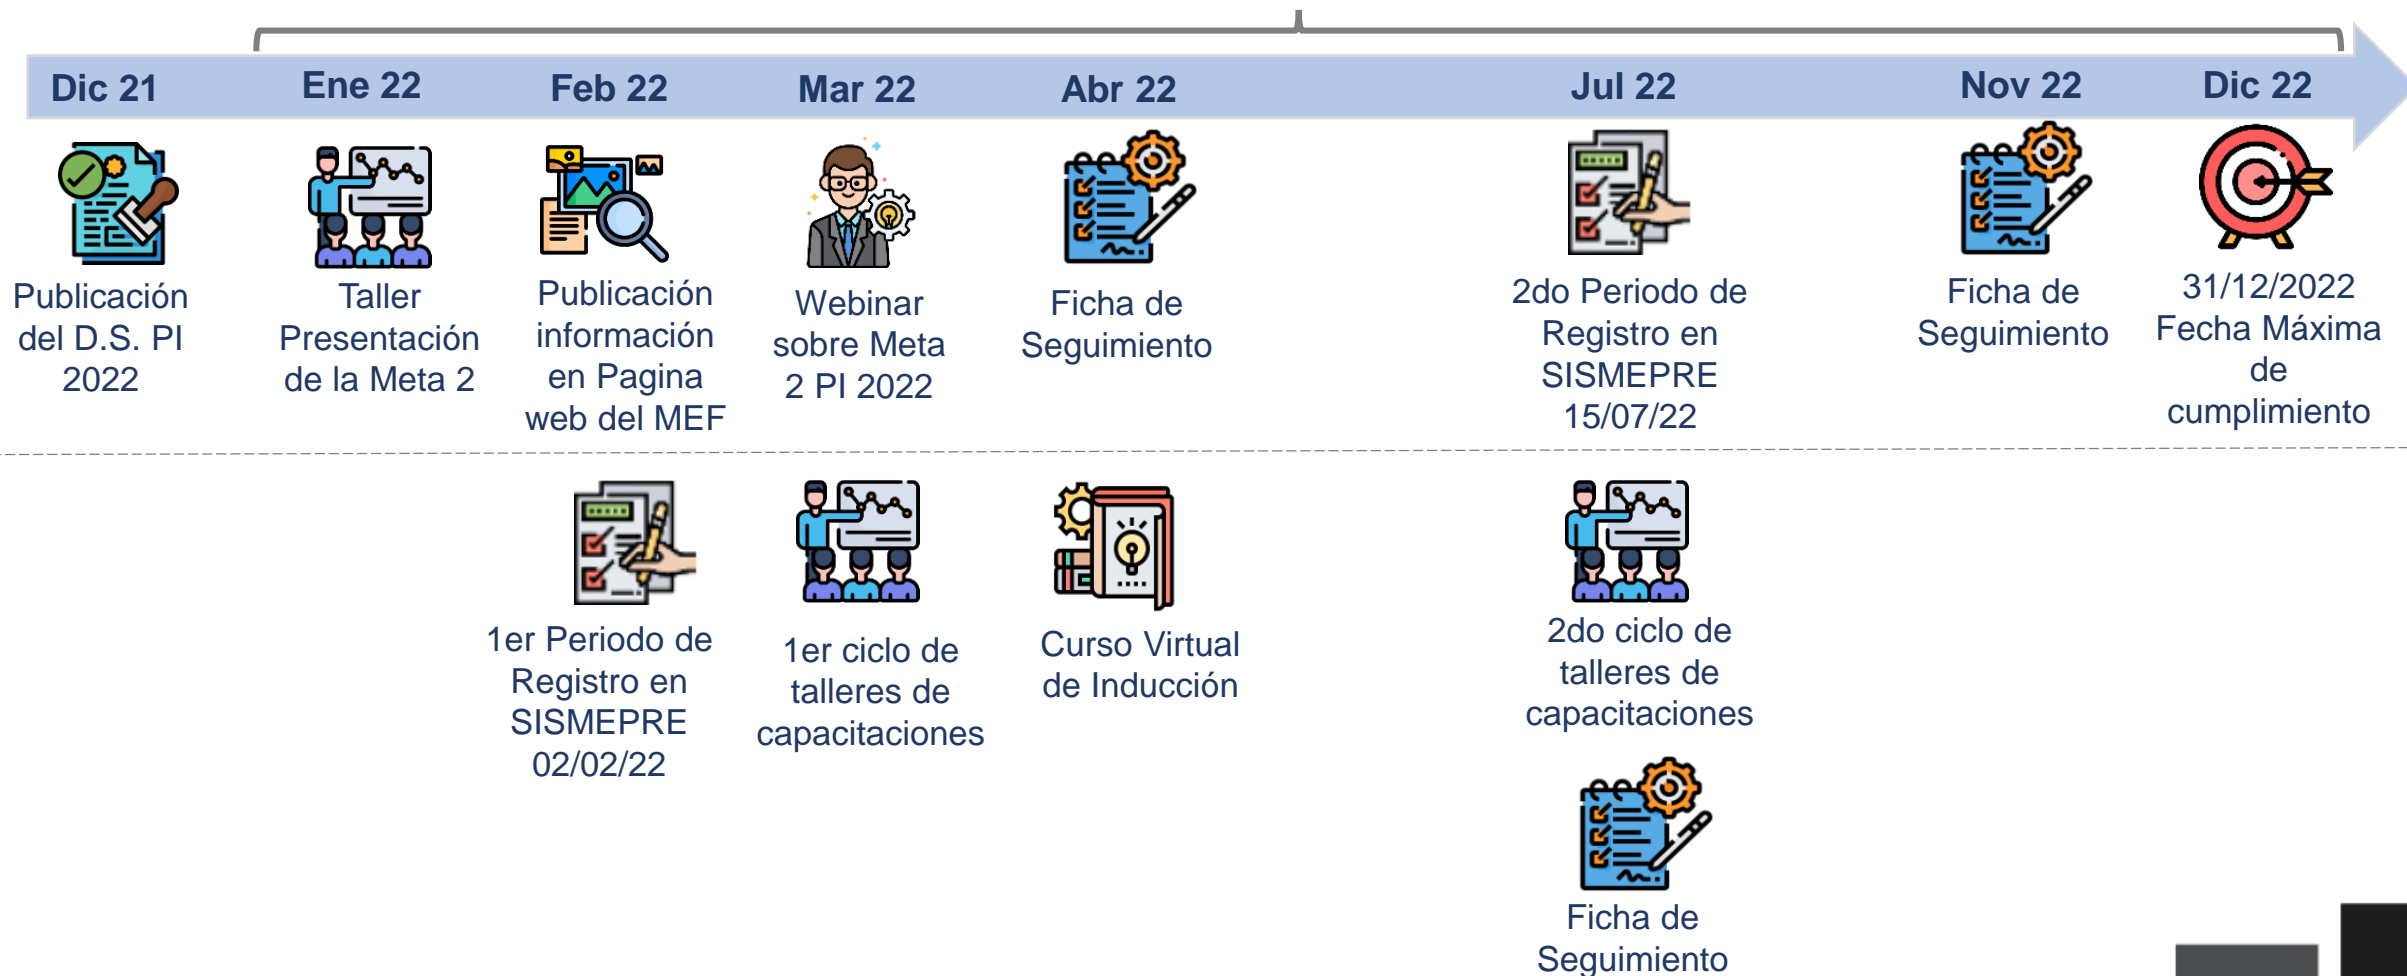 Dic 21
Ene 22
Feb 22
Mar 22
Abr 22
Jul 22
Nov 22
Dic 22
Publicación
del D.S. PI
2022
Taller
Presentación
de la Meta 2
Publicación
información
en Pagina
web del MEF
Webinar
sobre Meta
2 PI 2022
Ficha de
Seguimiento
2do Periodo de
Registro en
SISMEPRE
15/07/22
Ficha de
Seguimiento
31/12/2022
Fecha Máxima
de
cumplimiento
1er Periodo de
Registro en
SISMEPRE
02/02/22
1er ciclo de
talleres de
capacitaciones
Curso Virtual
de Inducción
2do ciclo de
talleres de
capacitaciones
Ficha de
Seguimiento